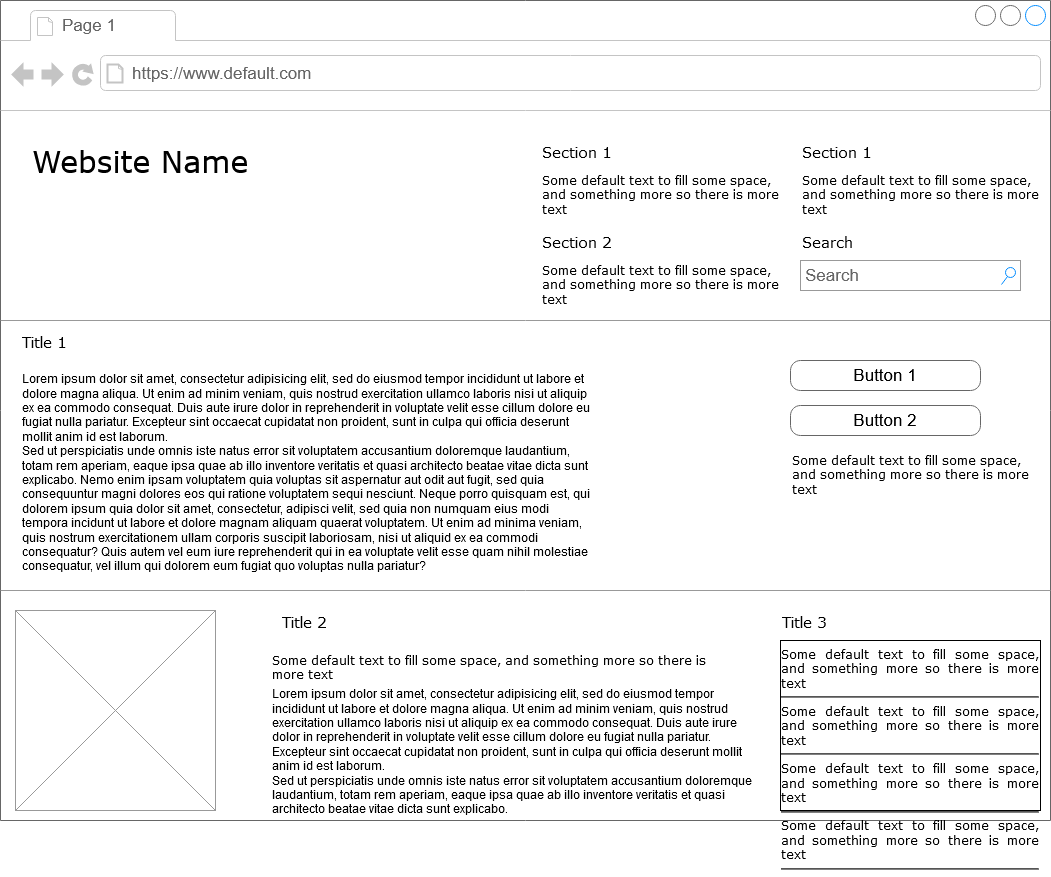 Page 1
https://www.default.com
Website Name
Section 1
Some default text to fill some space,
and something more so there is more
text
Section 2
Some default text to fill some space,
and something more so there is more
text
Section 1
Some default text to fill some space,
and something more so there is more
text
Search
Search
Title 1
Lorem ipsum dolor sit amet, consectetur adipisicing elit, sed do eiusmod tempor incididunt ut labore et
dolore magna aliqua. Ut enim ad minim veniam, quis nostrud exercitation ullamco laboris nisi ut aliquip
ex ea commodo consequat. Duis aute irure dolor in reprehenderit in voluptate velit esse cillum dolore eu
fugiat nulla pariatur. Excepteur sint occaecat cupidatat non proident, sunt in culpa qui officia deserunt
mollit anim id est laborum.
Sed ut perspiciatis unde omnis iste natus error sit voluptatem accusantium doloremque laudantium,
totam rem aperiam, eaque ipsa quae ab illo inventore veritatis et quasi architecto beatae vitae dicta sunt
explicabo. Nemo enim ipsam voluptatem quia voluptas sit aspernatur aut odit aut fugit, sed quia
consequuntur magni dolores eos qui ratione voluptatem sequi nesciunt. Neque porro quisquam est, qui
dolorem ipsum quia dolor sit amet, consectetur, adipisci velit, sed quia non numquam eius modi
tempora incidunt ut labore et dolore magnam aliquam quaerat voluptatem. Ut enim ad minima veniam,
quis nostrum exercitationem ullam corporis suscipit laboriosam, nisi ut aliquid ex ea commodi
consequatur? Quis autem vel eum iure reprehenderit qui in ea voluptate velit esse quam nihil molestiae
consequatur, vel illum qui dolorem eum fugiat quo voluptas nulla pariatur?
Button 1
Button 2
Some default text to fill some space,
and something more so there is more
text
Title 2
Some default text to fill some space, and something more so there is
more text
Lorem ipsum dolor sit amet, consectetur adipisicing elit, sed do eiusmod tempor
incididunt ut labore et dolore magna aliqua. Ut enim ad minim veniam, quis nostrud
exercitation ullamco laboris nisi ut aliquip ex ea commodo consequat. Duis aute irure
dolor in reprehenderit in voluptate velit esse cillum dolore eu fugiat nulla pariatur.
Excepteur sint occaecat cupidatat non proident, sunt in culpa qui officia deserunt mollit
anim id est laborum.
Sed ut perspiciatis unde omnis iste natus error sit voluptatem accusantium doloremque
laudantium, totam rem aperiam, eaque ipsa quae ab illo inventore veritatis et quasi
architecto beatae vitae dicta sunt explicabo.
Title 3
Some default text to fill some space,
and something more so there is more
text
Some default text to fill some space,
and something more so there is more
text
Some default text to fill some space,
and something more so there is more
text
Some default text to fill some space,
and something more so there is more
text